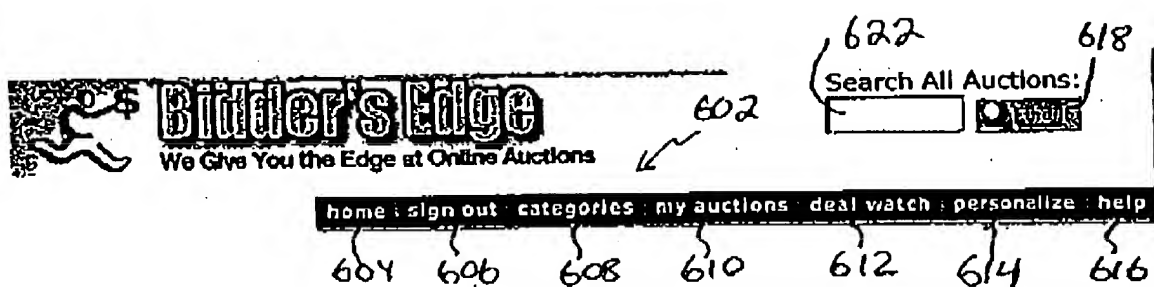 622
618
Search All Auctions:
Bidder's Edge
602
We Give You the Edge at Online Auctions
home sign out categories my auctions deal watch personalize help
604 606 608 610 612 614 616